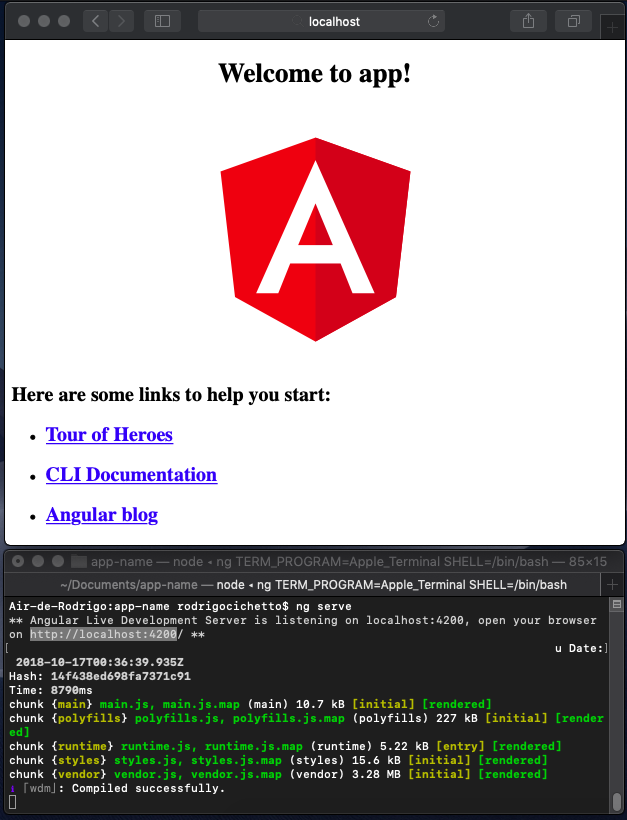 localhost
Welcome to app!
A
Here are some links to help you start:
• Tour of Heroes
• CLI Documentation
• Angular blog
app-name — node ◂ ng TERM_PROGRAM=Apple_Terminal SHELL=/bin/bash — 85×15
~/Documents/app-name — node ◂ ng TERM_PROGRAM=Apple_Terminal SHELL=/bin/bash
Air-de-Rodrigo:app-name rodrigocichetto$ ng serve
** Angular Live Development Server is listening on localhost:4200, open your browser
on http://localhost:4200/ **
[ u Date:]
2018-10-17T00:36:39.935Z
Hash: 14f438ed698fa7371c91
Time: 8790ms
chunk {main} main.js, main.js.map (main) 10.7 kB [initial] [rendered]
chunk {polyfills} polyfills.js, polyfills.js.map (polyfills) 227 kB [initial] [render
ed]
chunk {runtime} runtime.js, runtime.js.map (runtime) 5.22 kB [entry] [rendered]
chunk {styles} styles.js, styles.js.map (styles) 15.6 kB [initial] [rendered]
chunk {vendor} vendor.js, vendor.js.map (vendor) 3.28 MB [initial] [rendered]
ℹ ｢wdm｣: Compiled successfully.